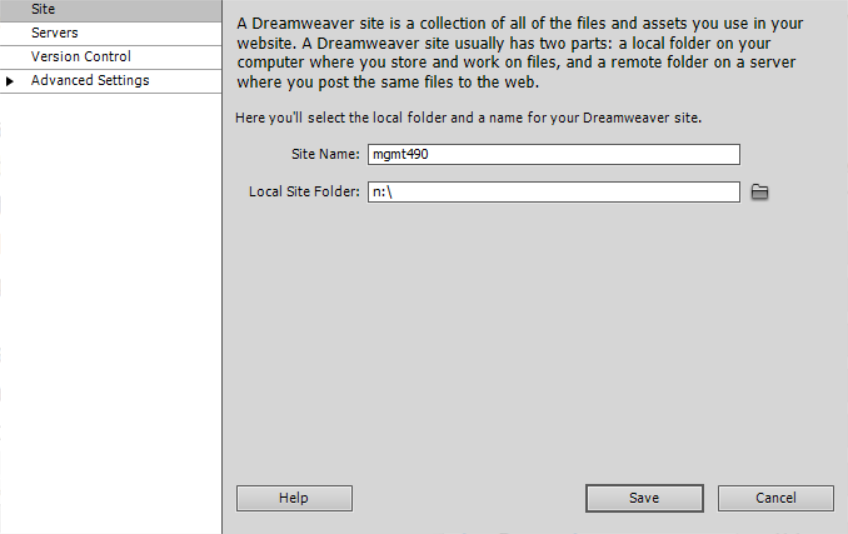 Site
Servers
Version Control
Advanced Settings
A Dreamweaver site is a collection of all of the files and assets you use in your
website. A Dreamweaver site usually has two parts: a local folder on your
computer where you store and work on files, and a remote folder on a server
where you post the same files to the web.
Here you'll select the local folder and a name for your Dreamweaver site.
Site Name: mgmt490
Local Site Folder: n:\
Help Save Cancel